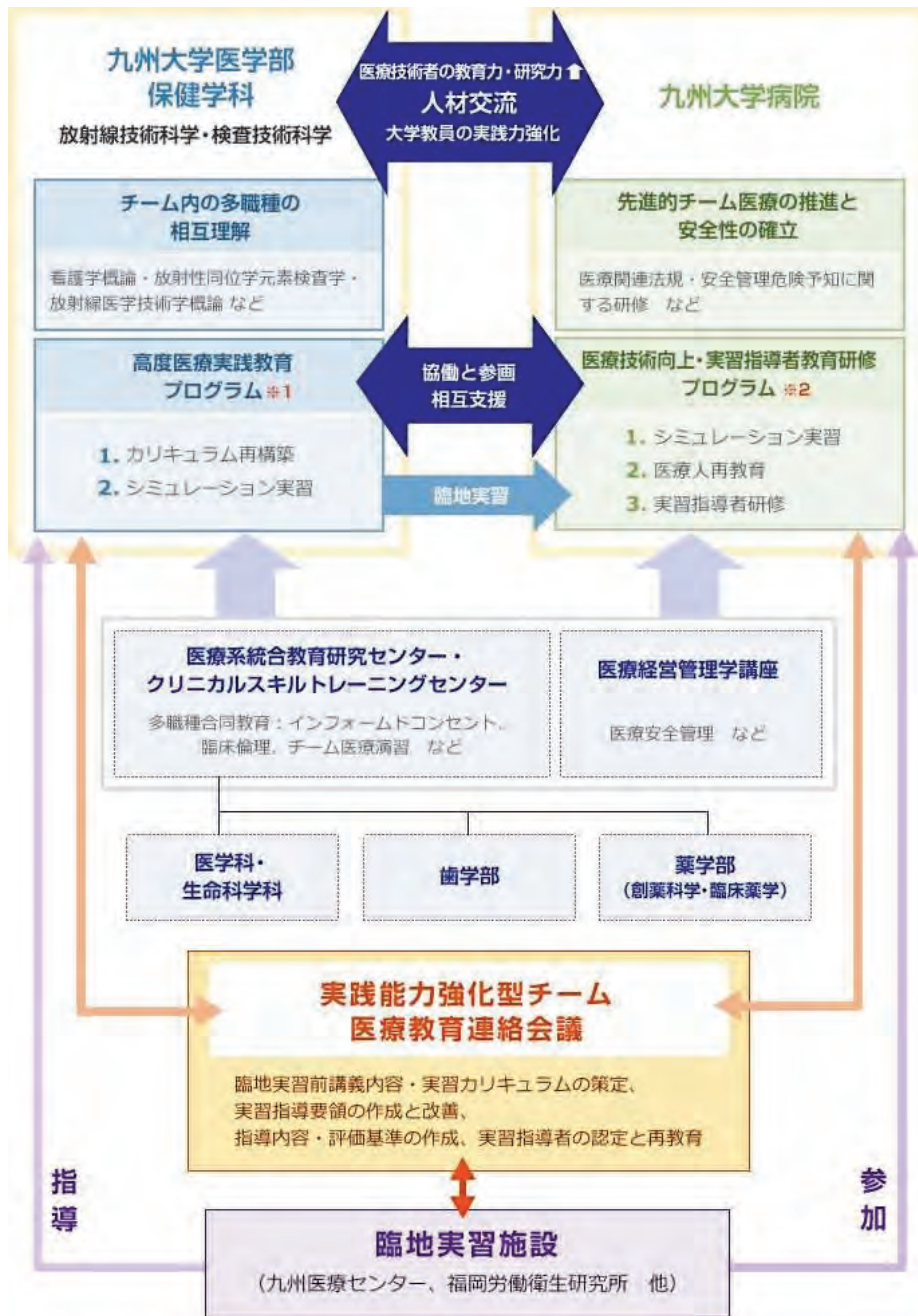 九州大学医学部
保健学科
放射線技術科学・検査技術科学
医療技術者の教育力・研究力⬆
人材交流
大学教員の実践力強化
九州大学病院
チーム内の多職種の
相互理解
看護学概論・放射性同位学元素検査学・
放射線医学技術学概論 など
先進的チーム医療の推進と
安全性の確立
医療関連法規・安全管理危険予知に関
する研修　など
高度医療実践教育
プログラム※1
1. カリキュラム再構築
2. シミュレーション実習
協働と参画
相互支援
臨地実習
医療技術向上・実習指導者教育研修
プログラム ※2
1. シミュレーション実習
2. 医療人再教育
3. 実習指導者研修
医療系統合教育研究センター・
クリニカルスキルトレーニングセンター
多職種合同教育：インフォームドコンセント、
臨床倫理、チーム医療演習　など
医療経営管理学講座
医療安全管理　など
医学科・
生命科学科
歯学部
薬学部
（創薬科学・臨床薬学）
実践能力強化型チーム
医療教育連絡会議
臨地実習前講義内容・実習カリキュラムの策定、
実習指導要領の作成と改善、
指導内容・評価基準の作成、実習指導者の認定と再教育
指導
参加
臨地実習施設
（九州医療センター、福岡労働衛生研究所　他）